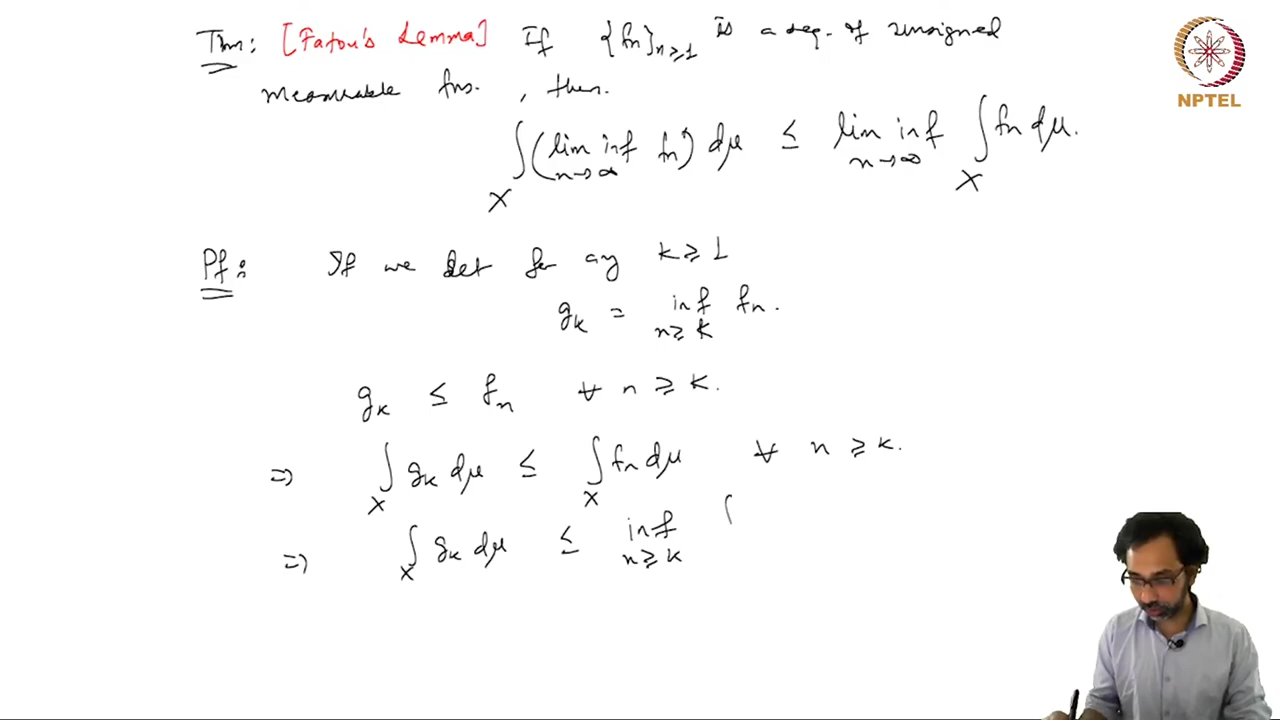 Thm: [Fatou's Lemma] If {fn}n≥1 is a seq. of unsigned
measurable fns. , then.
∫X (lim inf n→∞ fn) dμ ≤ lim inf n→∞ ∫X fn dμ.
Pf: If we set for any k ≥ 1
gk = inf n≥k fn.
gk ≤ fn ∀ n ≥ k.
⇒ ∫X gk dμ ≤ ∫X fn dμ ∀ n ≥ k.
⇒ ∫X gk dμ ≤ inf n≥k (
NPTEL